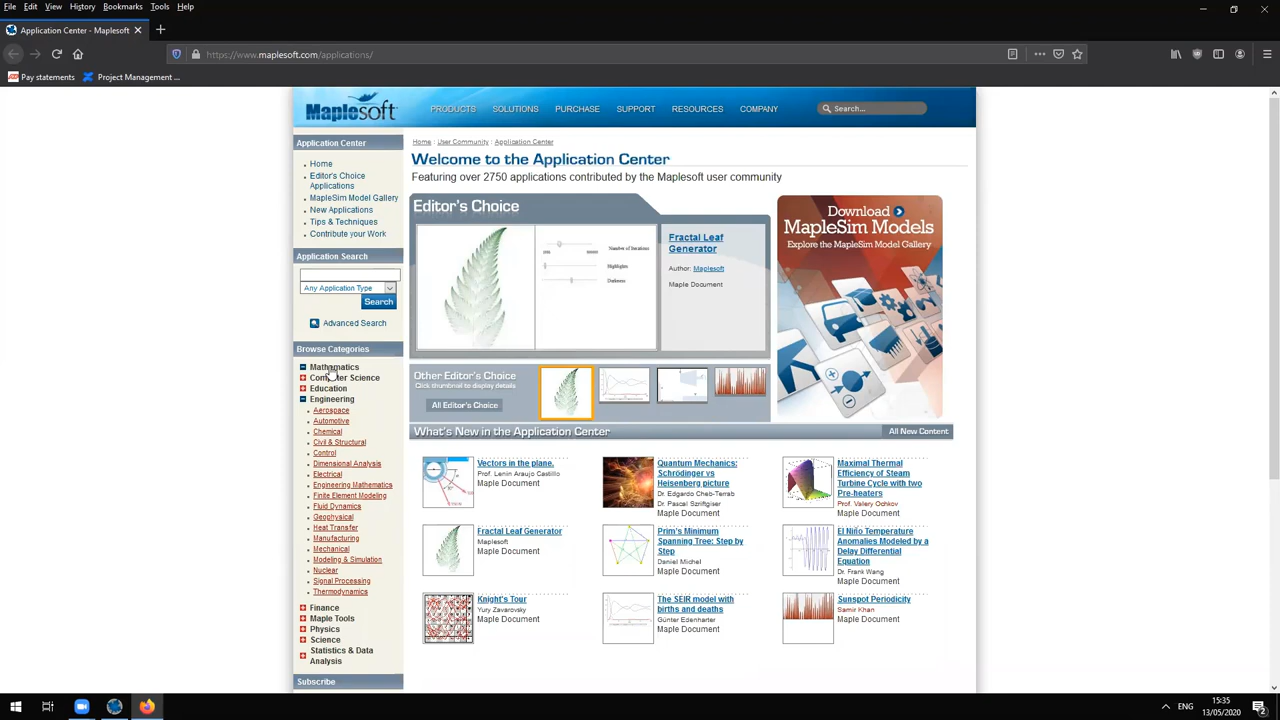 File Edit View History Bookmarks Tools Help
Application Center - Maplesoft
https://www.maplesoft.com/applications/
Pay statements
Project Management ...
Maplesoft
PRODUCTS SOLUTIONS PURCHASE SUPPORT RESOURCES COMPANY
Search...
Application Center
Home
Editor's Choice
Applications
MapleSim Model Gallery
New Applications
Tips & Techniques
Contribute your Work
Application Search
Any Application Type
Search
Advanced Search
Browse Categories
Mathematics
Computer Science
Education
Engineering
Aerospace
Automotive
Chemical
Civil & Structural
Control
Dimensional Analysis
Electrical
Engineering Mathematics
Finite Element Modeling
Fluid Dynamics
Geophysical
Heat Transfer
Manufacturing
Mechanical
Modeling & Simulation
Nuclear
Signal Processing
Thermodynamics
Finance
Maple Tools
Physics
Science
Statistics & Data
Analysis
Subscribe
Home : User Community : Application Center
Welcome to the Application Center
Featuring over 2750 applications contributed by the Maplesoft user community
Editor's Choice
Number of Iterations
Highlights
Darkness
Fractal Leaf
Generator
Author: Maplesoft
Maple Document
Other Editor's Choice
Click thumbnail to display details
All Editor's Choice
Download
MapleSim Models
Explore the MapleSim Model Gallery
What's New in the Application Center
All New Content
Vectors in the plane.
Prof. Lenin Araujo Castillo
Maple Document
Quantum Mechanics:
Schrödinger vs
Heisenberg picture
Dr. Edgardo Cheb-Terrab
Dr. Pascal Szriftgiser
Maple Document
Maximal Thermal
Efficiency of Steam
Turbine Cycle with two
Pre-heaters
Prof. Valery Ochkov
Maple Document
Fractal Leaf Generator
Maplesoft
Maple Document
Prim's Minimum
Spanning Tree: Step by
Step
Daniel Michel
Maple Document
El Niño Temperature
Anomalies Modeled by a
Delay Differential
Equation
Dr. Frank Wang
Maple Document
Knight's Tour
Yury Zavarovsky
Maple Document
The SEIR model with
births and deaths
Günter Edenharter
Maple Document
Sunspot Periodicity
Samir Khan
Maple Document
ENG
15:35
13/05/2020
2